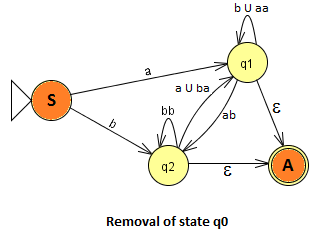 b U aa
q1
a
S
a U ba
ε
bb
ab
b
q2
ε
A
Removal of state q0